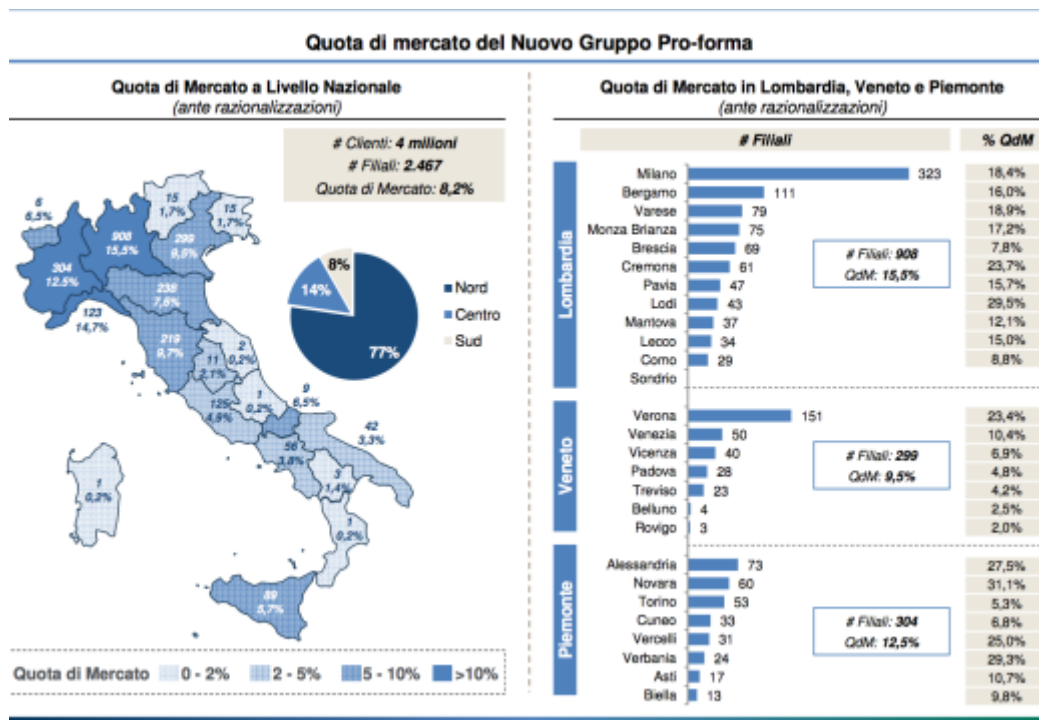 Quota di mercato del Nuovo Gruppo Pro-forma
Quota di Mercato a Livello Nazionale
(ante razionalizzazioni)
# Clienti: 4 milioni
# Filiali: 2.467
Quota di Mercato: 8,2%
6
6,5%
15
1,7%
15
1,7%
908
15,5%
299
9,5%
304
12,5%
238
7,6%
123
14,7%
219
9,7%
2
0,2%
11
2,1%
1
0,2%
125
4,9%
9
6,5%
42
3,3%
56
3,8%
3
1,4%
1
0,2%
1
0,2%
89
5,7%
8%
14%
77%
Nord
Centro
Sud
Quota di Mercato 0 - 2% 2 - 5% 5 - 10% >10%
Quota di Mercato in Lombardia, Veneto e Piemonte
(ante razionalizzazioni)
# Filiali % QdM
Lombardia
Milano 323 18,4%
Bergamo 111 16,0%
Varese 79 18,9%
Monza Brianza 75 17,2%
Brescia 69 7,8%
Cremona 61 23,7%
Pavia 47 15,7%
Lodi 43 29,5%
Mantova 37 12,1%
Lecco 34 15,0%
Como 29 8,8%
Sondrio
# Filiali: 908
QdM: 15,5%
Veneto
Verona 151 23,4%
Venezia 50 10,4%
Vicenza 40 6,9%
Padova 28 4,8%
Treviso 23 4,2%
Belluno 4 2,5%
Rovigo 3 2,0%
# Filiali: 299
QdM: 9,5%
Piemonte
Alessandria 73 27,5%
Novara 60 31,1%
Torino 53 5,3%
Cuneo 33 6,8%
Vercelli 31 25,0%
Verbania 24 29,3%
Asti 17 10,7%
Biella 13 9,8%
# Filiali: 304
QdM: 12,5%